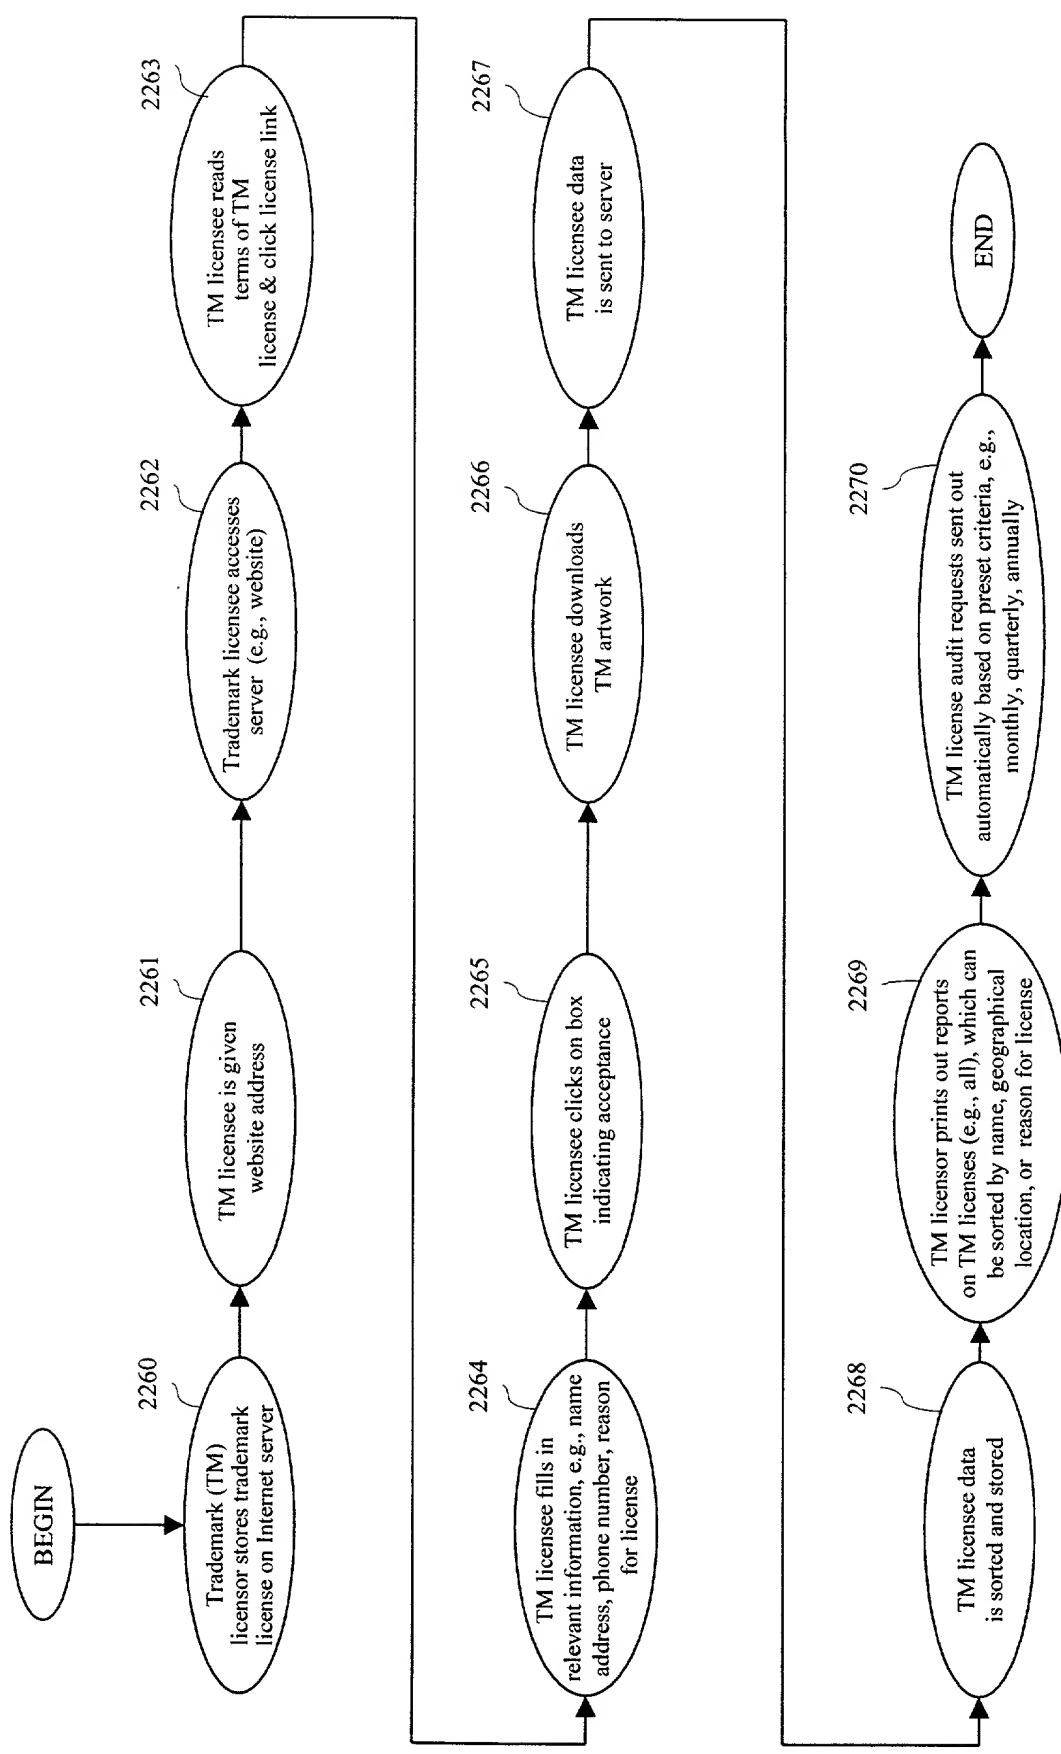 BEGIN
2260
Trademark (TM)
licensor stores trademark
license on Internet server
2261
TM licensee is given
website address
2262
Trademark licensee accesses
server (e.g., website)
2263
TM licensee reads
terms of TM
license & click license link
2264
TM licensee fills in
relevant information, e.g., name
address, phone number, reason
for license
2265
TM licensee clicks on box
indicating acceptance
2266
TM licensee downloads
TM artwork
2267
TM licensee data
is sent to server
2268
TM licensee data
is sorted and stored
2269
TM licensor prints out reports
on TM licenses (e.g., all), which can
be sorted by name, geographical
location, or reason for license
2270
TM license audit requests sent out
automatically based on preset criteria, e.g.,
monthly, quarterly, annually
END